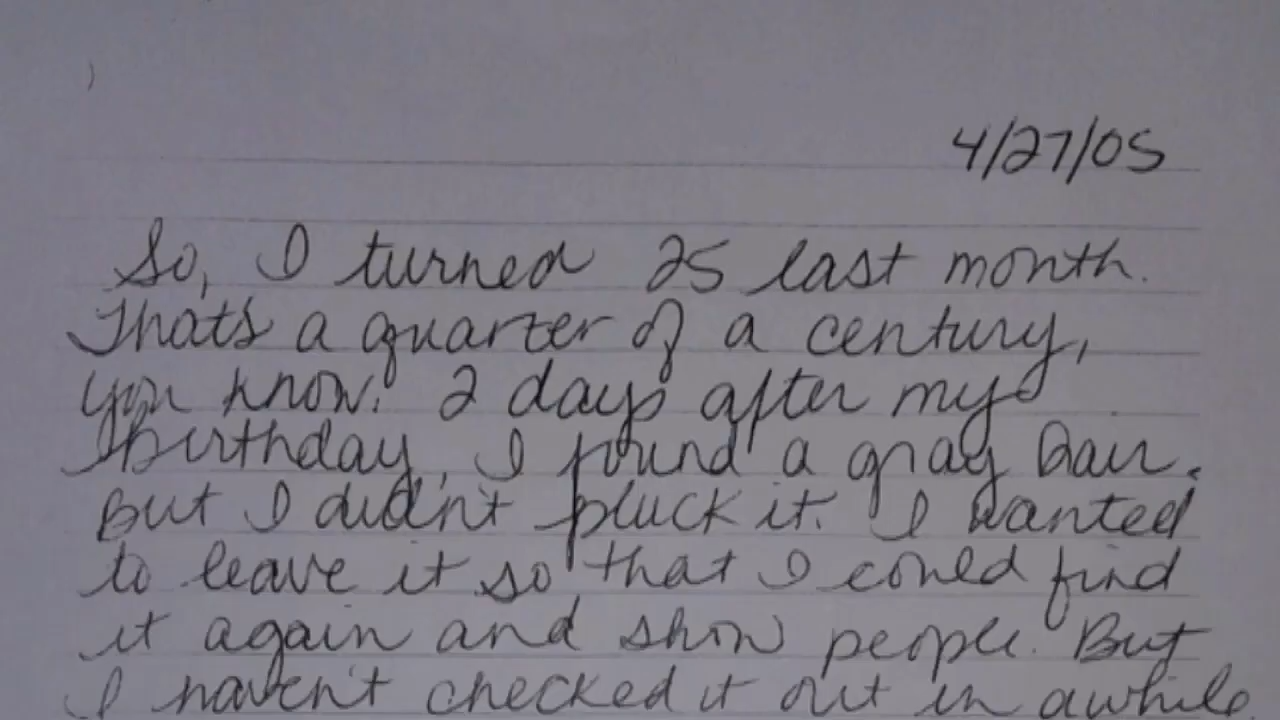 4/27/05
So, I turned 25 last month.
That's a quarter of a century,
you know. 2 days after my
birthday, I found a gray hair.
But I didn't pluck it. I wanted
to leave it so that I could find
it again and show people. But
I haven't checked it out in awhile.